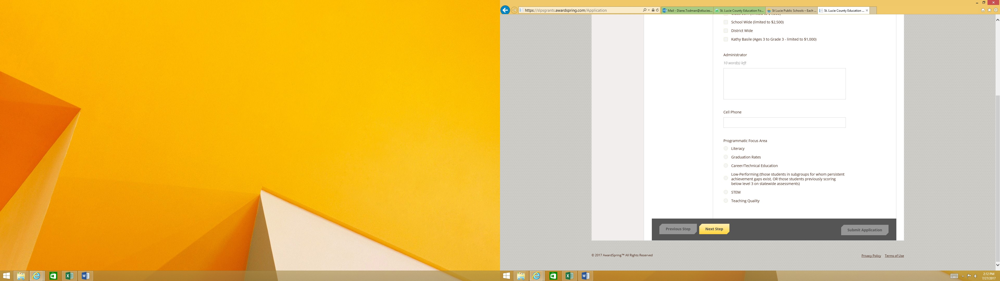 https://slpsgrants.awardspring.com/Application
Mail - Diane.Todman@stlucies...
St. Lucie County Education Fo...
St Lucie Public Schools – Each ...
St. Lucie County Education ...
School Wide (limited to $2,500)
District Wide
Kathy Basile (Ages 3 to Grade 3 - limited to $1,000)
Administrator
10 word(s) left
Cell Phone
Programmatic Focus Area
Literacy
Graduation Rates
Career/Technical Education
Low-Performing (those students in subgroups for whom persistent
achievement gaps exist, OR those students previously scoring
below level 3 on statewide assessments)
STEM
Teaching Quality
Previous Step
Next Step
Submit Application
© 2017 AwardSpring™ All Rights Reserved
Privacy Policy
Terms of Use
2:12 PM
7/27/2017